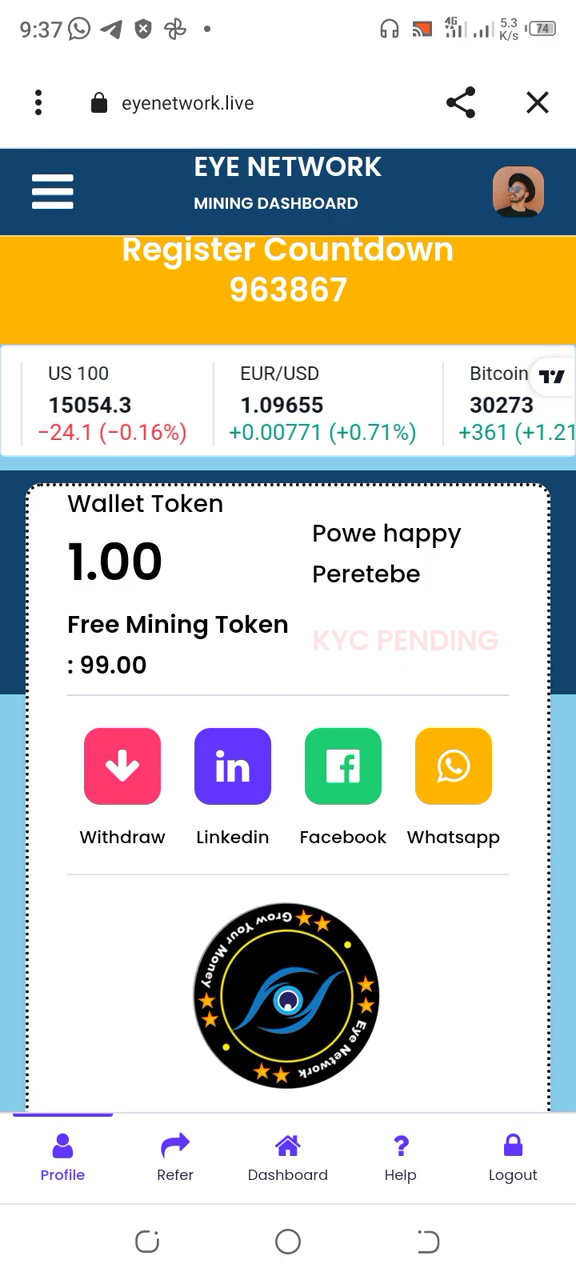 9:37
4G
5.3
K/s
74
eyenetwork.live
EYE NETWORK
MINING DASHBOARD
Register Countdown
963867
US 100
15054.3
−24.1 (−0.16%)
EUR/USD
1.09655
+0.00771 (+0.71%)
Bitcoin
30273
+361 (+1.21
Wallet Token
1.00
Powe happy
Peretebe
Free Mining Token
: 99.00
KYC PENDING
Withdraw
Linkedin
Facebook
Whatsapp
Grow Your Money
Eye Network
Profile
Refer
Dashboard
Help
Logout